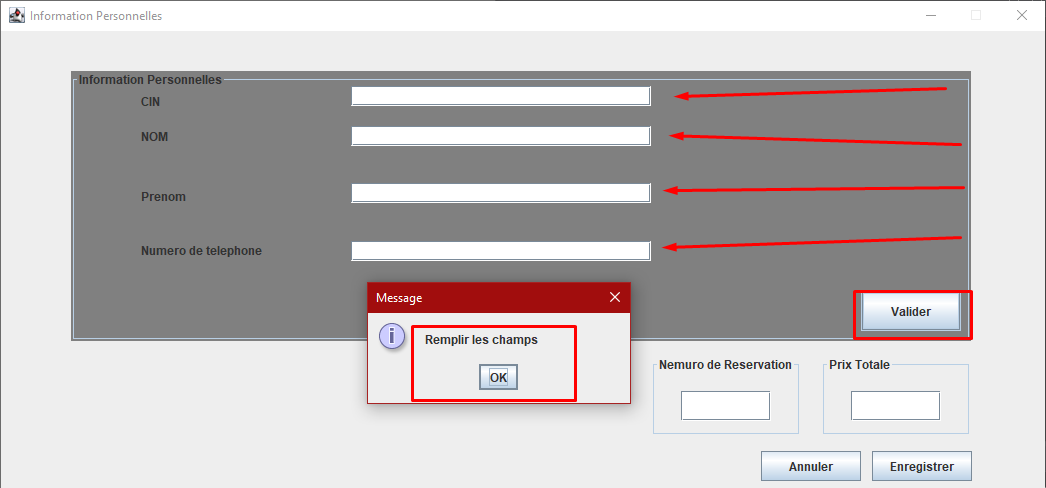 Information Personnelles
Information Personnelles
CIN
NOM
Prenom
Numero de telephone
Valider
Message
Remplir les champs
OK
Nemuro de Reservation
Prix Totale
Annuler
Enregistrer